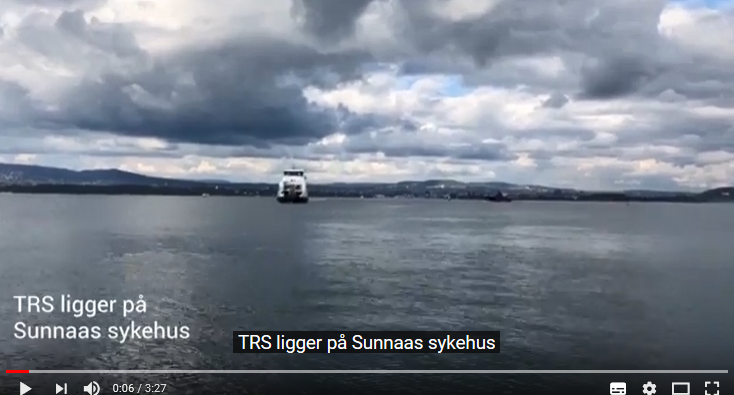 TRS ligger på
Sunnaas sykehus
TRS ligger på Sunnaas sykehus
0:06 / 3:27